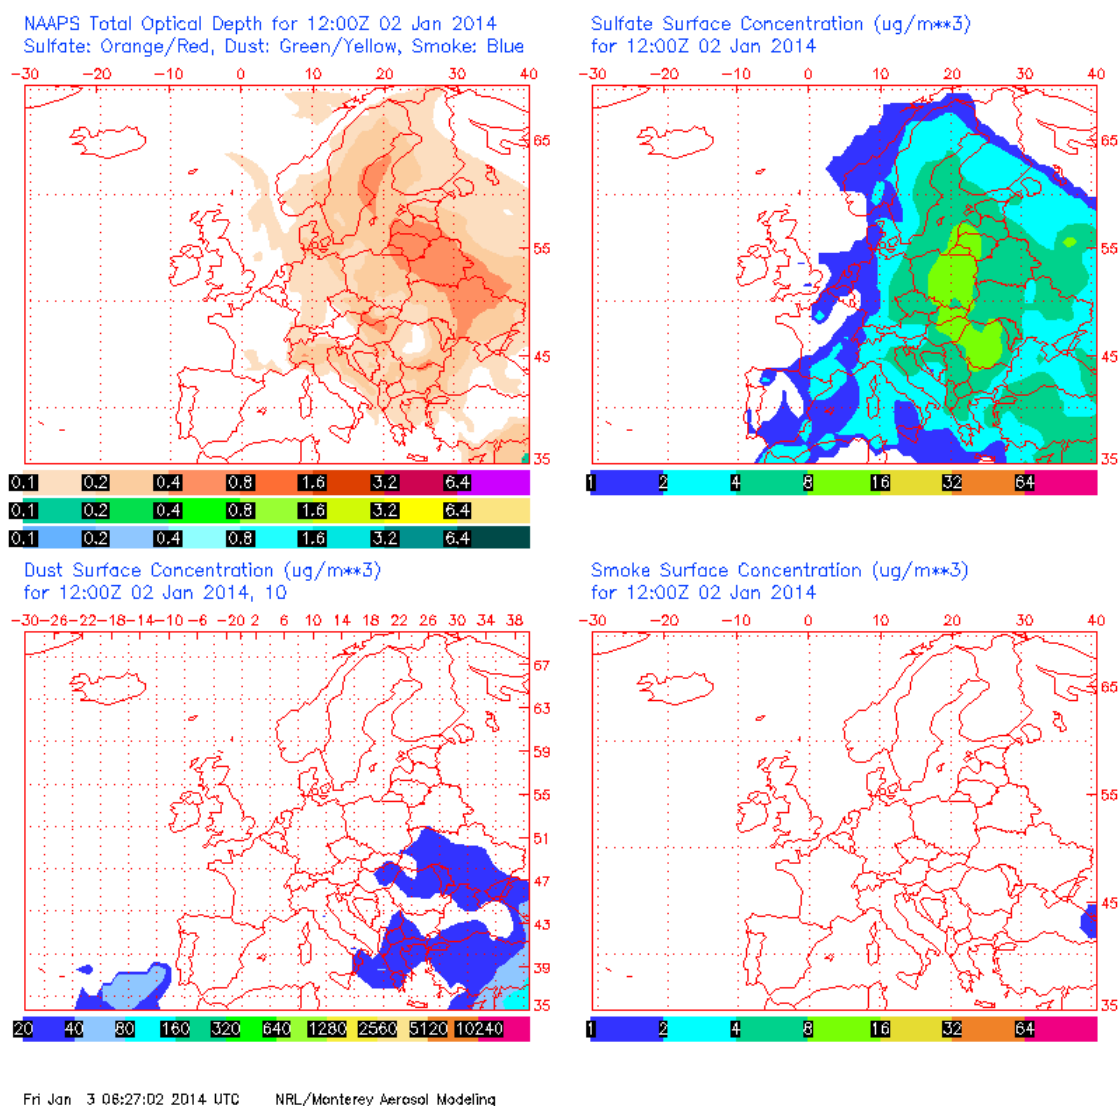 NAAPS Total Optical Depth for 12:00Z 02 Jan 2014
Sulfate: Orange/Red, Dust: Green/Yellow, Smoke: Blue
-30 -20 -10 0 10 20 30 40
65
55
45
35
0.1 0.2 0.4 0.8 1.6 3.2 6.4
0.1 0.2 0.4 0.8 1.6 3.2 6.4
0.1 0.2 0.4 0.8 1.6 3.2 6.4
Sulfate Surface Concentration (ug/m**3)
for 12:00Z 02 Jan 2014
-30 -20 -10 0 10 20 30 40
65
55
45
35
1 2 4 8 16 32 64
Dust Surface Concentration (ug/m**3)
for 12:00Z 02 Jan 2014, 10
-30-26-22-18-14-10 -6 -20 2 6 10 14 18 22 26 30 34 38
67
63
59
55
51
47
43
39
35
20 40 80 160 320 640 1280 2560 5120 10240
Smoke Surface Concentration (ug/m**3)
for 12:00Z 02 Jan 2014
-30 -20 -10 0 10 20 30 40
65
55
45
35
1 2 4 8 16 32 64
Fri Jan 3 06:27:02 2014 UTC NRL/Monterey Aerosol Modeling